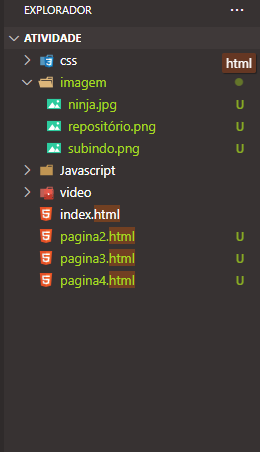 EXPLORADOR ...
ATIVIDADE
css
html
imagem
ninja.jpg U
repositório.png U
subindo.png U
Javascript
video
index.html
pagina2.html U
pagina3.html U
pagina4.html U